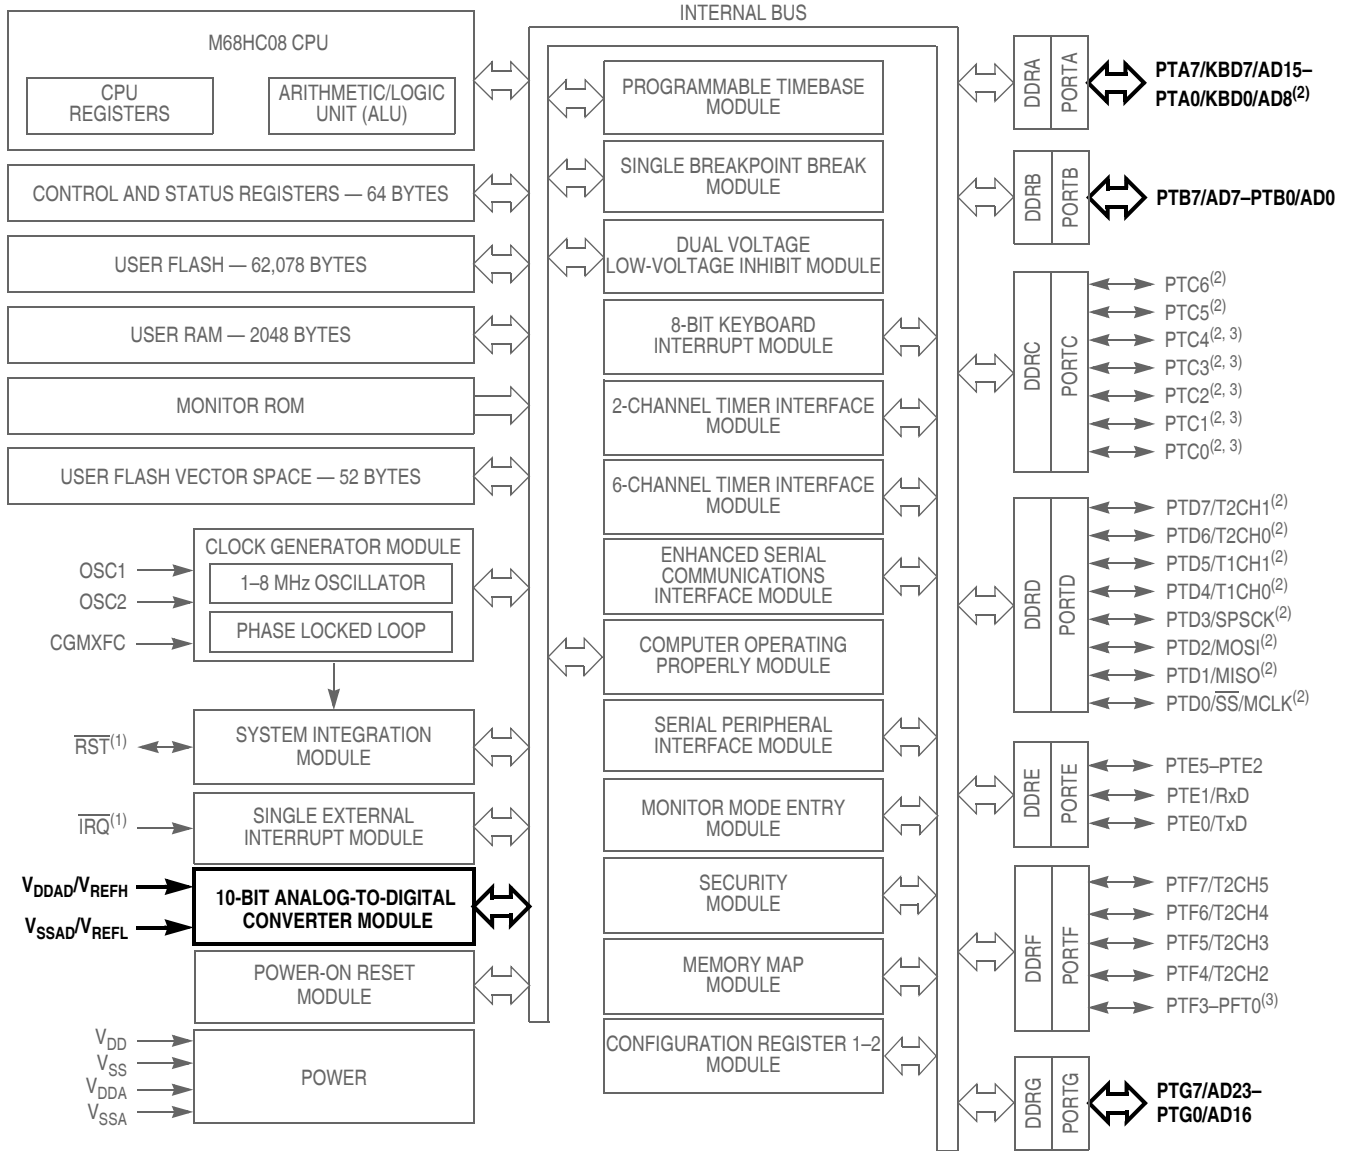 INTERNAL BUS
M68HC08 CPU
CPU
REGISTERS
ARITHMETIC/LOGIC
UNIT (ALU)
CONTROL AND STATUS REGISTERS — 64 BYTES
USER FLASH — 62,078 BYTES
USER RAM — 2048 BYTES
MONITOR ROM
USER FLASH VECTOR SPACE — 52 BYTES
CLOCK GENERATOR MODULE
1–8 MHz OSCILLATOR
PHASE LOCKED LOOP
OSC1
OSC2
CGMXFC
SYSTEM INTEGRATION
MODULE
RST(1)
SINGLE EXTERNAL
INTERRUPT MODULE
IRQ(1)
VDDAD/VREFH
VSSAD/VREFL
10-BIT ANALOG-TO-DIGITAL
CONVERTER MODULE
POWER-ON RESET
MODULE
VDD
VSS
VDDA
VSSA
POWER
PROGRAMMABLE TIMEBASE
MODULE
SINGLE BREAKPOINT BREAK
MODULE
DUAL VOLTAGE
LOW-VOLTAGE INHIBIT MODULE
8-BIT KEYBOARD
INTERRUPT MODULE
2-CHANNEL TIMER INTERFACE
MODULE
6-CHANNEL TIMER INTERFACE
MODULE
ENHANCED SERIAL
COMMUNICATIONS
INTERFACE MODULE
COMPUTER OPERATING
PROPERLY MODULE
SERIAL PERIPHERAL
INTERFACE MODULE
MONITOR MODE ENTRY
MODULE
SECURITY
MODULE
MEMORY MAP
MODULE
CONFIGURATION REGISTER 1–2
MODULE
DDRA
PORTA
PTA7/KBD7/AD15–
PTA0/KBD0/AD8(2)
DDRB
PORTB
PTB7/AD7–PTB0/AD0
DDRC
PORTC
PTC6(2)
PTC5(2)
PTC4(2, 3)
PTC3(2, 3)
PTC2(2, 3)
PTC1(2, 3)
PTC0(2, 3)
DDRD
PORTD
PTD7/T2CH1(2)
PTD6/T2CH0(2)
PTD5/T1CH1(2)
PTD4/T1CH0(2)
PTD3/SPSCK(2)
PTD2/MOSI(2)
PTD1/MISO(2)
PTD0/SS/MCLK(2)
DDRE
PORTE
PTE5–PTE2
PTE1/RxD
PTE0/TxD
DDRF
PORTF
PTF7/T2CH5
PTF6/T2CH4
PTF5/T2CH3
PTF4/T2CH2
PTF3–PFT0(3)
DDRG
PORTG
PTG7/AD23–
PTG0/AD16